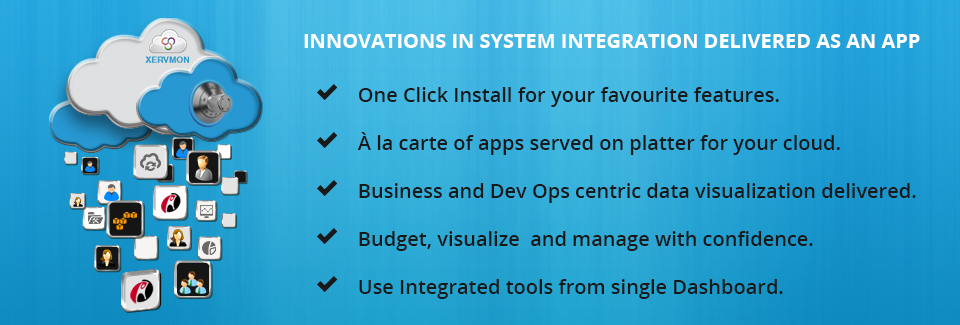 XERVMON
INNOVATIONS IN SYSTEM INTEGRATION DELIVERED AS AN APP
One Click Install for your favourite features.
À la carte of apps served on platter for your cloud.
Business and Dev Ops centric data visualization delivered.
Budget, visualize and manage with confidence.
Use Integrated tools from single Dashboard.